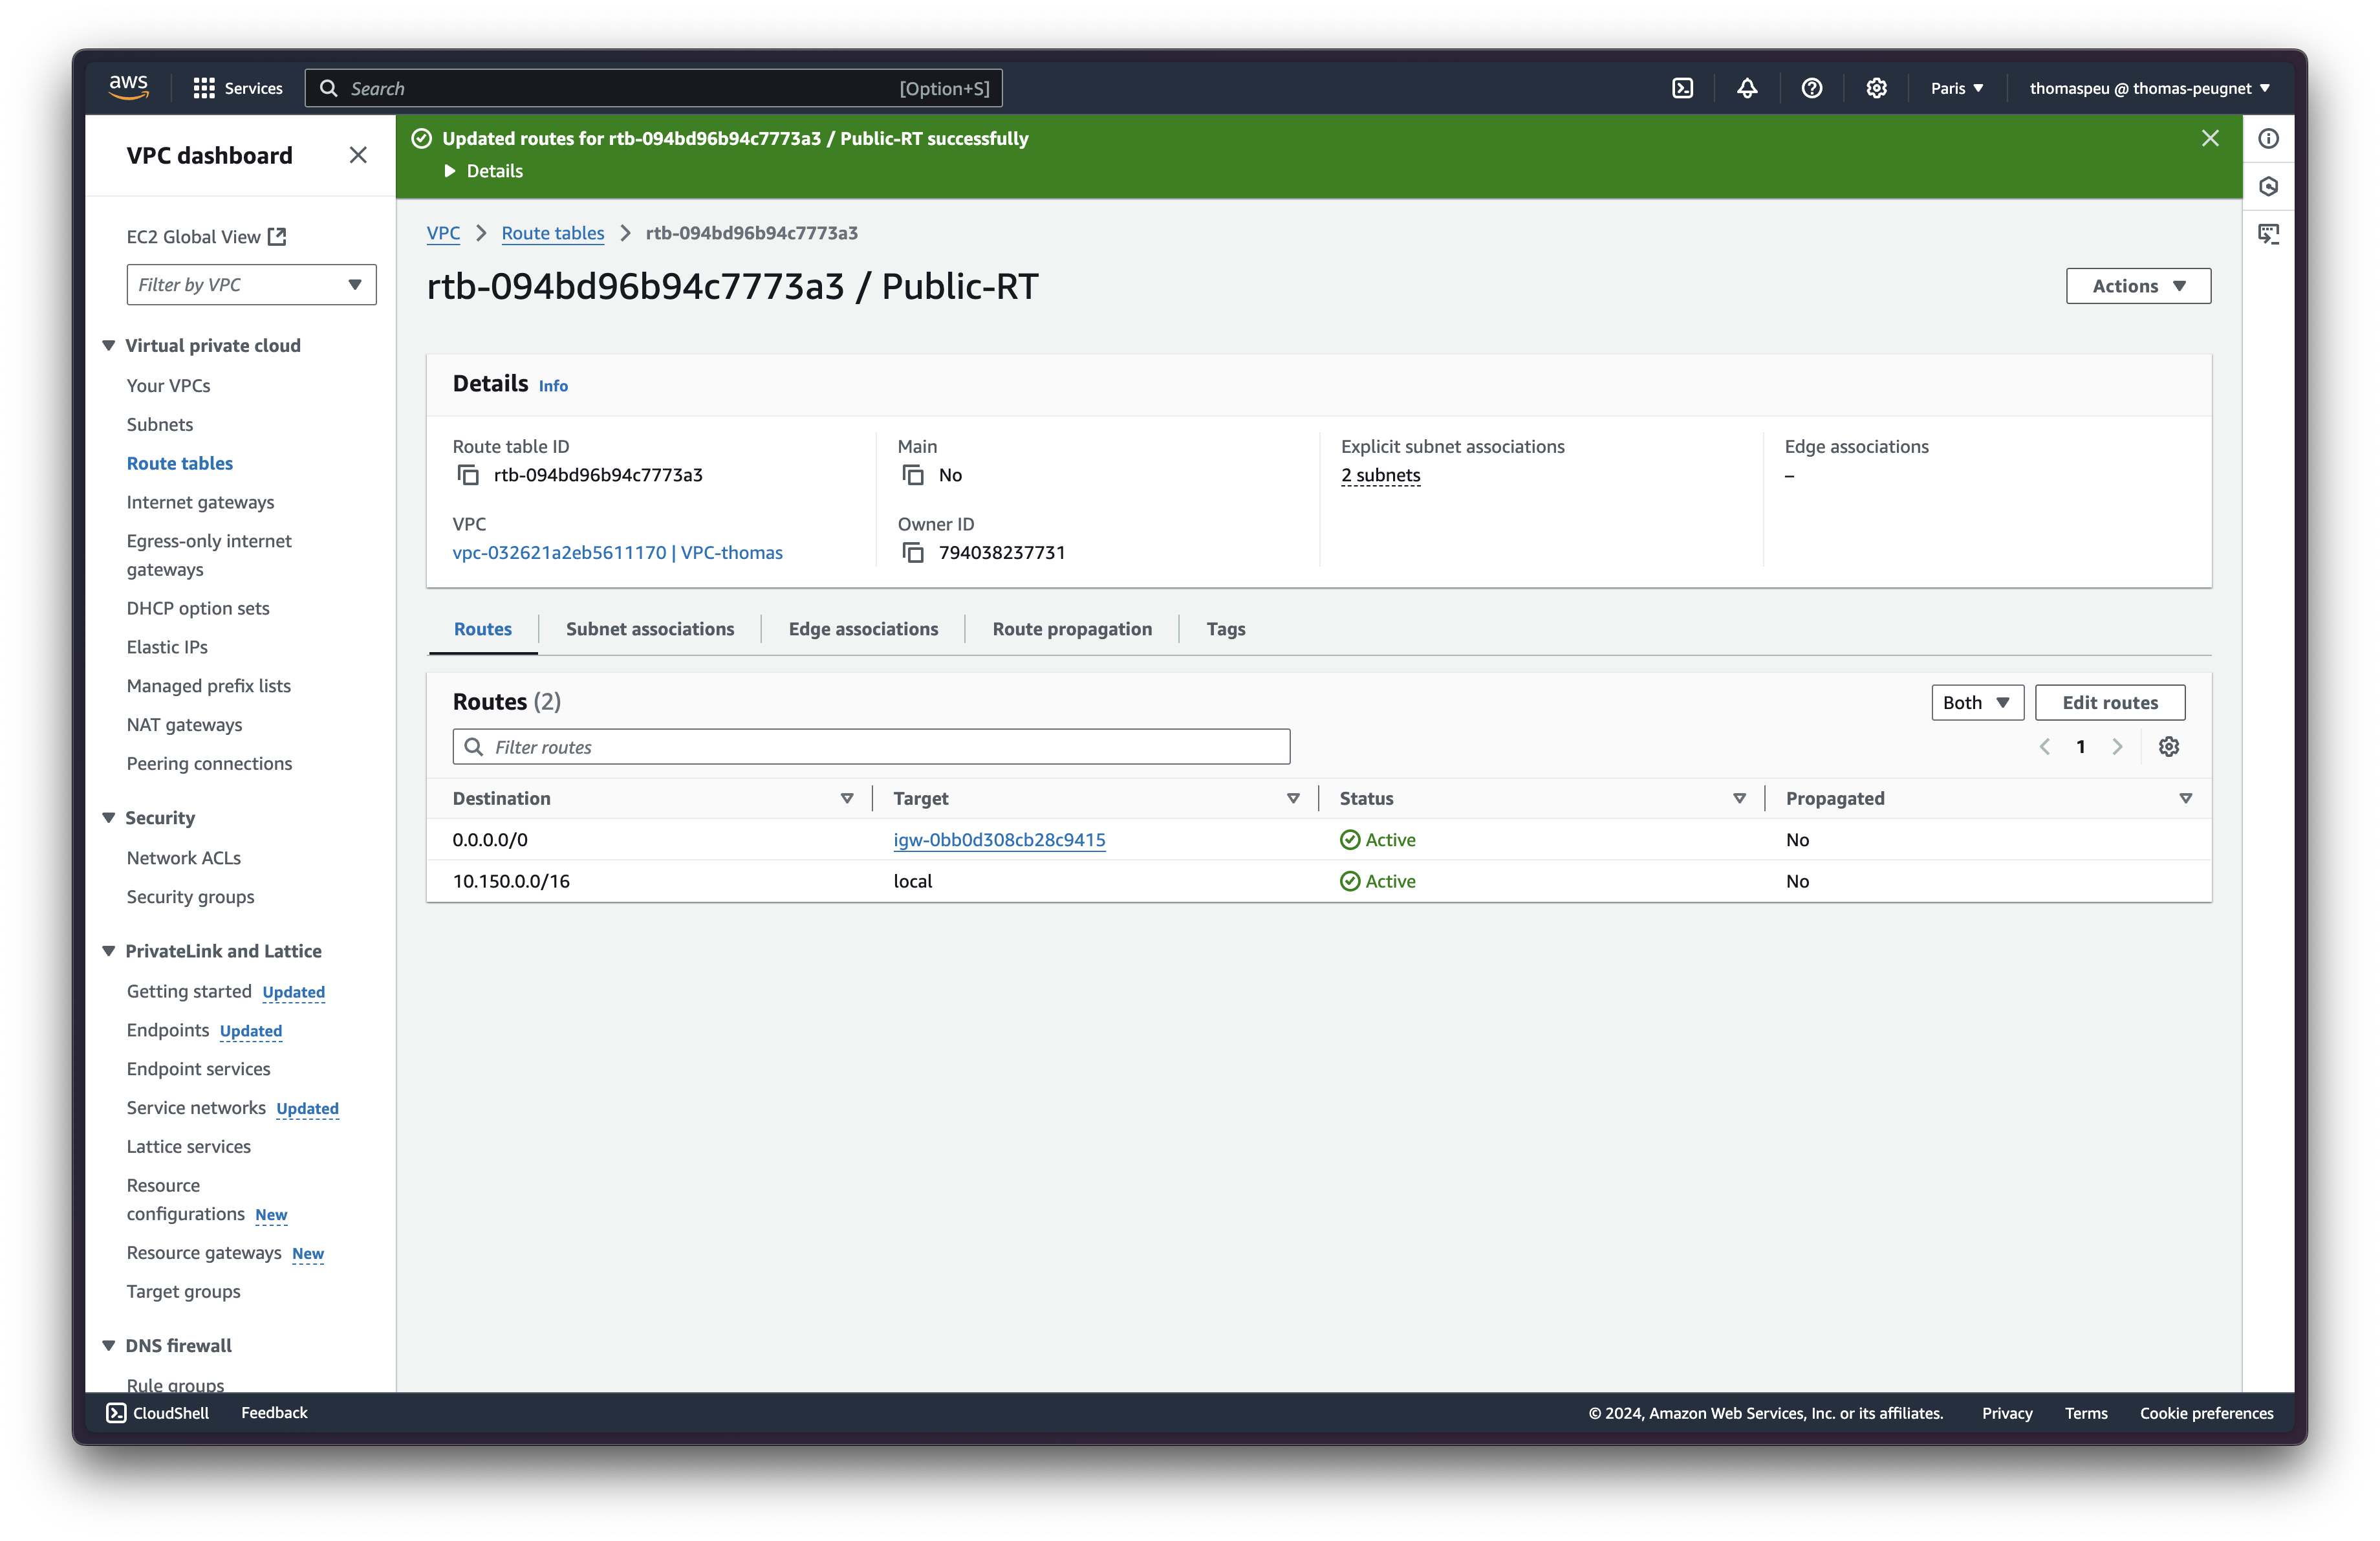 aws
Services
Search
[Option+S]
Paris
thomaspeu @ thomas-peugnet
VPC dashboard
EC2 Global View
Filter by VPC
Virtual private cloud
Your VPCs
Subnets
Route tables
Internet gateways
Egress-only internet
gateways
DHCP option sets
Elastic IPs
Managed prefix lists
NAT gateways
Peering connections
Security
Network ACLs
Security groups
PrivateLink and Lattice
Getting started Updated
Endpoints Updated
Endpoint services
Service networks Updated
Lattice services
Resource
configurations New
Resource gateways New
Target groups
DNS firewall
Rule groups
Updated routes for rtb-094bd96b94c7773a3 / Public-RT successfully
Details
VPC
Route tables
rtb-094bd96b94c7773a3
rtb-094bd96b94c7773a3 / Public-RT
Actions
Details Info
Route table ID
rtb-094bd96b94c7773a3
Main
No
Explicit subnet associations
2 subnets
Edge associations
–
VPC
vpc-032621a2eb5611170 | VPC-thomas
Owner ID
794038237731
Routes
Subnet associations
Edge associations
Route propagation
Tags
Routes (2)
Both
Edit routes
Filter routes
1
Destination
Target
Status
Propagated
0.0.0.0/0
igw-0bb0d308cb28c9415
Active
No
10.150.0.0/16
local
Active
No
CloudShell
Feedback
© 2024, Amazon Web Services, Inc. or its affiliates.
Privacy
Terms
Cookie preferences